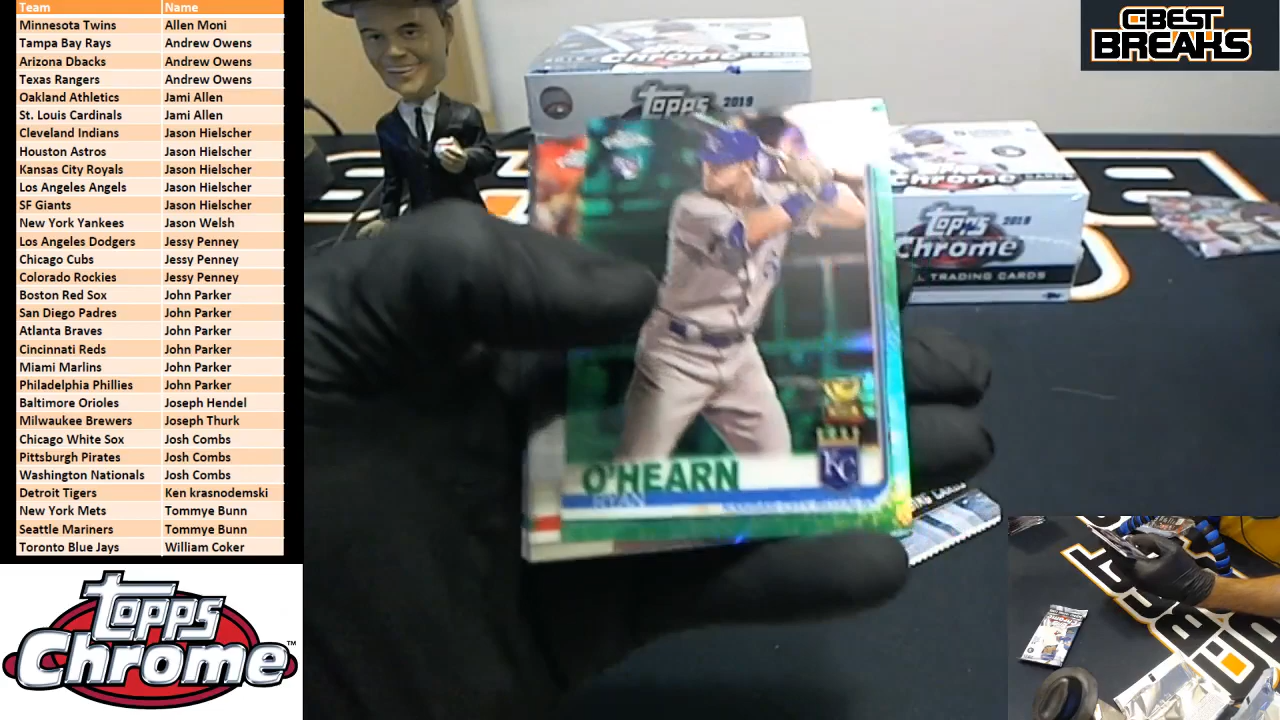 Team Name
Minnesota Twins Allen Moni
Tampa Bay Rays Andrew Owens
Arizona Dbacks Andrew Owens
Texas Rangers Andrew Owens
Oakland Athletics Jami Allen
St. Louis Cardinals Jami Allen
Cleveland Indians Jason Hielscher
Houston Astros Jason Hielscher
Kansas City Royals Jason Hielscher
Los Angeles Angels Jason Hielscher
SF Giants Jason Hielscher
New York Yankees Jason Welsh
Los Angeles Dodgers Jessy Penney
Chicago Cubs Jessy Penney
Colorado Rockies Jessy Penney
Boston Red Sox John Parker
San Diego Padres John Parker
Atlanta Braves John Parker
Cincinnati Reds John Parker
Miami Marlins John Parker
Philadelphia Phillies John Parker
Baltimore Orioles Joseph Hendel
Milwaukee Brewers Joseph Thurk
Chicago White Sox Josh Combs
Pittsburgh Pirates Josh Combs
Washington Nationals Josh Combs
Detroit Tigers Ken krasnodemski
New York Mets Tommye Bunn
Seattle Mariners Tommye Bunn
Toronto Blue Jays William Coker
Topps
Chrome™
C-BEST
BREAKS
Topps 2019
Chrome
Topps 2019
Chrome
L TRADING CARDS
O'HEARN
RYAN
KC